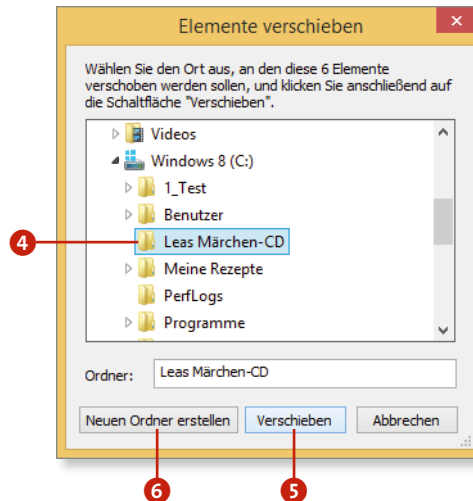 Elemente verschieben
Wählen Sie den Ort aus, an den diese 6 Elemente
verschoben werden sollen, und klicken Sie anschließend auf
die Schaltfläche "Verschieben".
Videos
Windows 8 (C:)
1_Test
Benutzer
4 Leas Märchen-CD
Meine Rezepte
PerfLogs
Programme
Ordner: Leas Märchen-CD
Neuen Ordner erstellen Verschieben Abbrechen
6 5